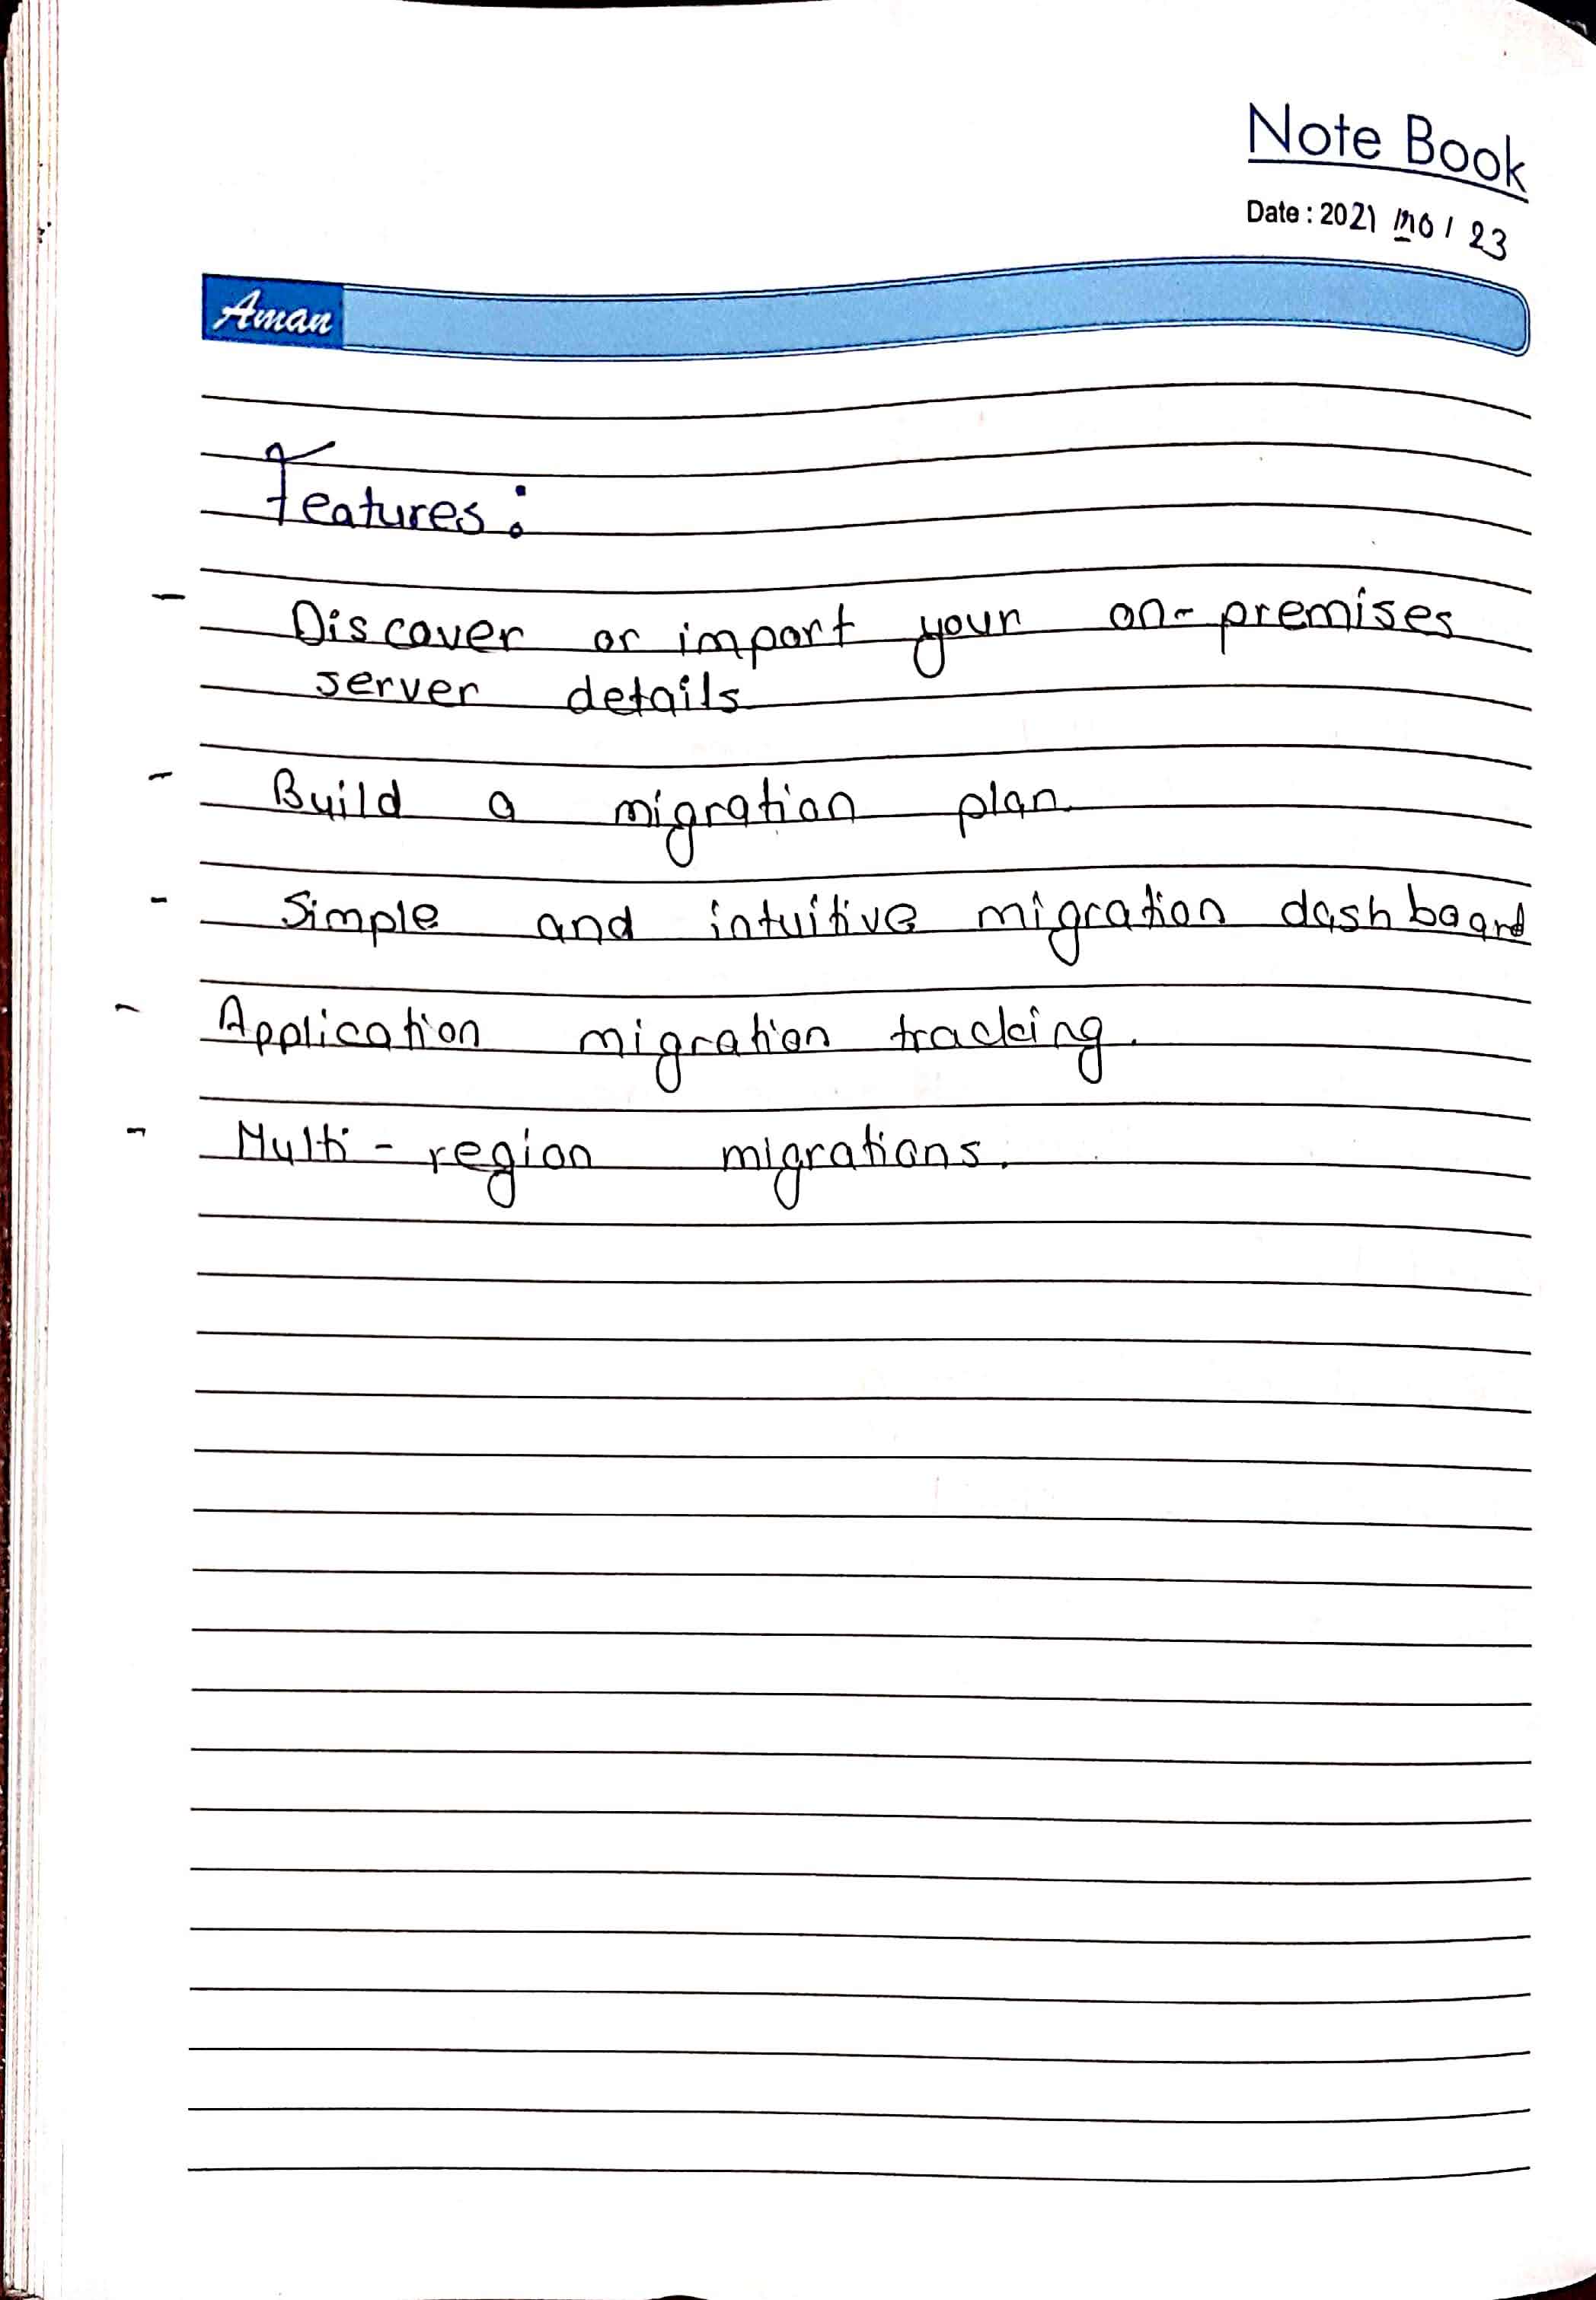 Note Book
Date : 2021 / 10 / 23
Aman
Features :
- Discover or import your on-premises
server details
- Build a migration plan
- Simple and intuitive migration dashboard
- Application migration tracking.
- Multi - region migrations.